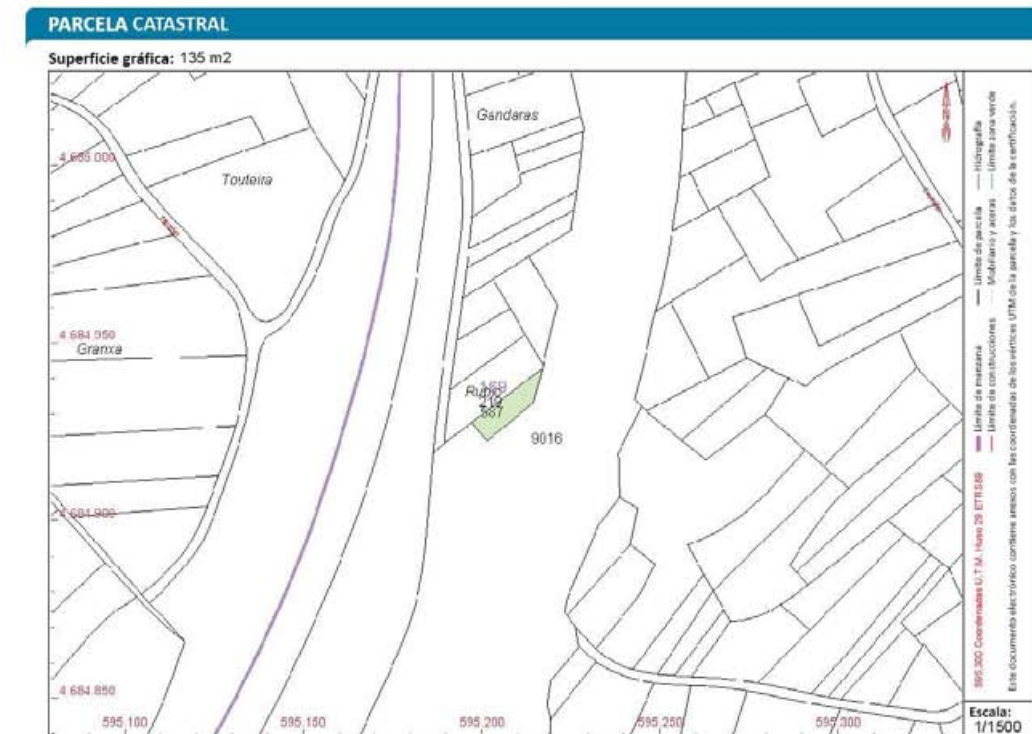 PARCELA CATASTRAL
Superficie gráfica: 135 m2
Gandaras
4.685.000
Touteira
4.684.950
Granxa
9016
4.684.900
4.684.850
595.100
595.150
595.200
595.250
595.300
Límite de manzana
Límite de parcela
Hidrografía
Límite de construcciones
Mobiliario y aceras
Límite zona verde
595.300 Coordenadas U.T.M. Huso 29 ETRS89
Este documento electrónico contiene anexos con las coordenadas de los vértices UTM de la parcela y los datos de la certificación.
Escala:
1/1500